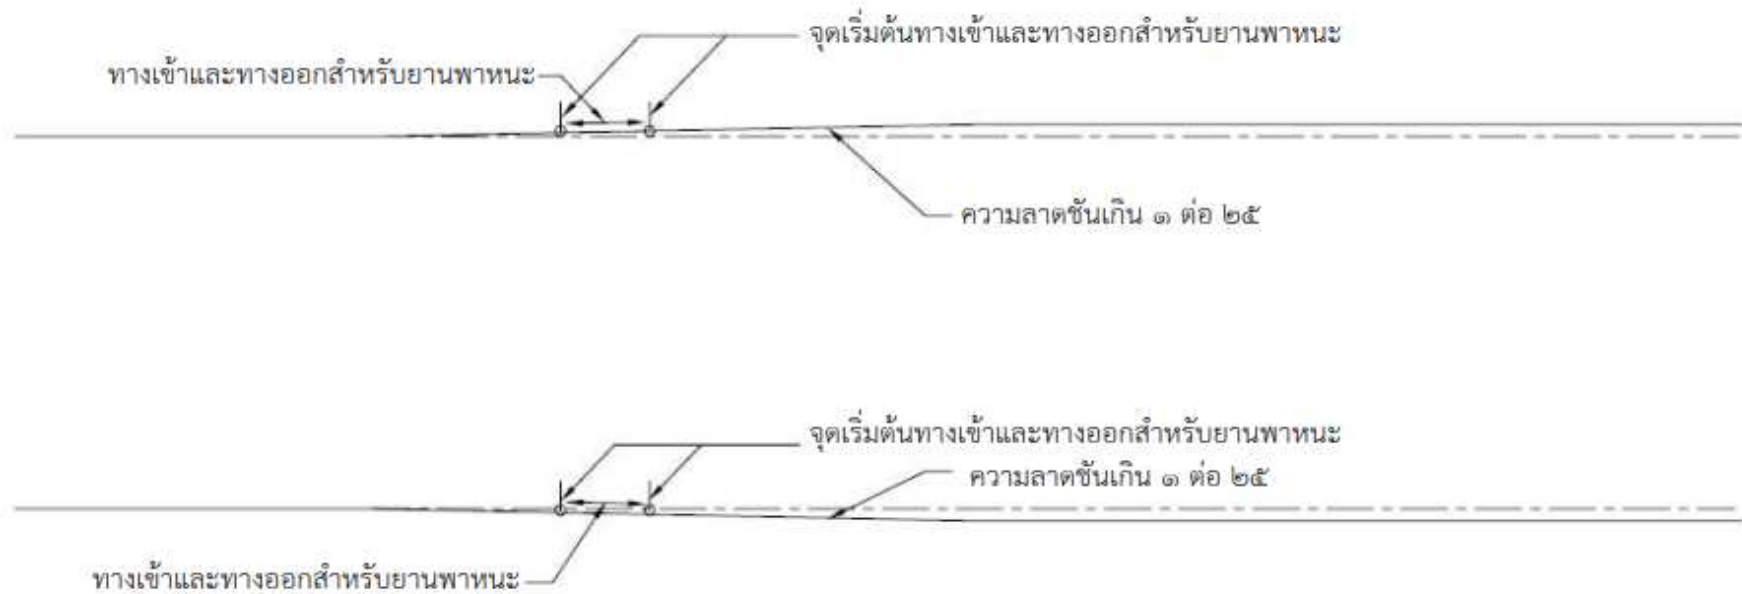 จุดเริ่มต้นทางเข้าและทางออกสำหรับยานพาหนะ
ทางเข้าและทางออกสำหรับยานพาหนะ
ความลาดชันเกิน ๑ ต่อ ๒๕
จุดเริ่มต้นทางเข้าและทางออกสำหรับยานพาหนะ
ความลาดชันเกิน ๑ ต่อ ๒๕
ทางเข้าและทางออกสำหรับยานพาหนะ